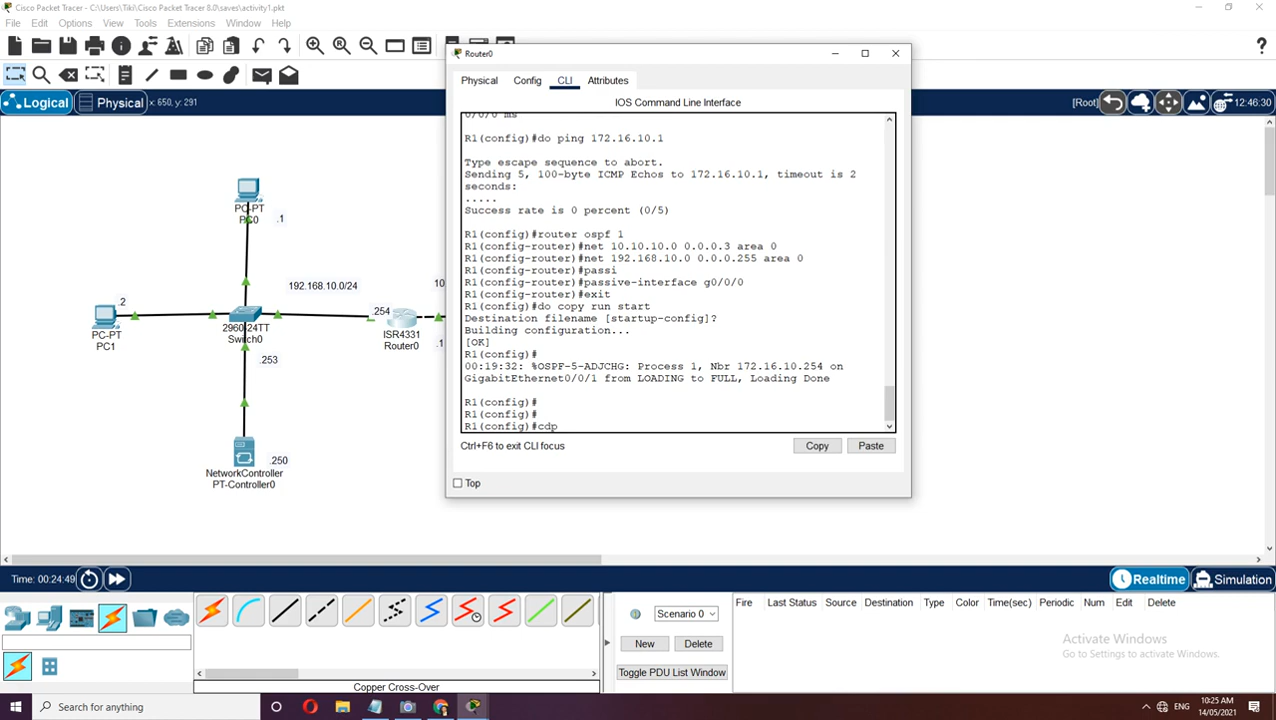 Cisco Packet Tracer - C:\Users\Tiki\Cisco Packet Tracer 8.0\saves\activity1.pkt
File Edit Options View Tools Extensions Window Help
Logical Physical x: 650, y: 291
[Root] 12:46:30
PC-PT
PC0
.1
192.168.10.0/24
.2
PC-PT
PC1
2960-24TT
Switch0
.254
10
ISR4331
Router0
.1
.253
.250
NetworkController
PT-Controller0
Router0
Physical Config CLI Attributes
IOS Command Line Interface
0/0/0 ms
R1(config)#do ping 172.16.10.1
Type escape sequence to abort.
Sending 5, 100-byte ICMP Echos to 172.16.10.1, timeout is 2
seconds:
.....
Success rate is 0 percent (0/5)
R1(config)#router ospf 1
R1(config-router)#net 10.10.10.0 0.0.0.3 area 0
R1(config-router)#net 192.168.10.0 0.0.0.255 area 0
R1(config-router)#passi
R1(config-router)#passive-interface g0/0/0
R1(config-router)#exit
R1(config)#do copy run start
Destination filename [startup-config]?
Building configuration...
[OK]
R1(config)#
00:19:32: %OSPF-5-ADJCHG: Process 1, Nbr 172.16.10.254 on
GigabitEthernet0/0/1 from LOADING to FULL, Loading Done
R1(config)#
R1(config)#
R1(config)#cdp
Ctrl+F6 to exit CLI focus
Copy Paste
Top
Time: 00:24:49
Realtime Simulation
Scenario 0
New Delete
Toggle PDU List Window
Fire Last Status Source Destination Type Color Time(sec) Periodic Num Edit Delete
Copper Cross-Over
Activate Windows
Go to Settings to activate Windows.
Search for anything
ENG
10:25 AM
14/05/2021